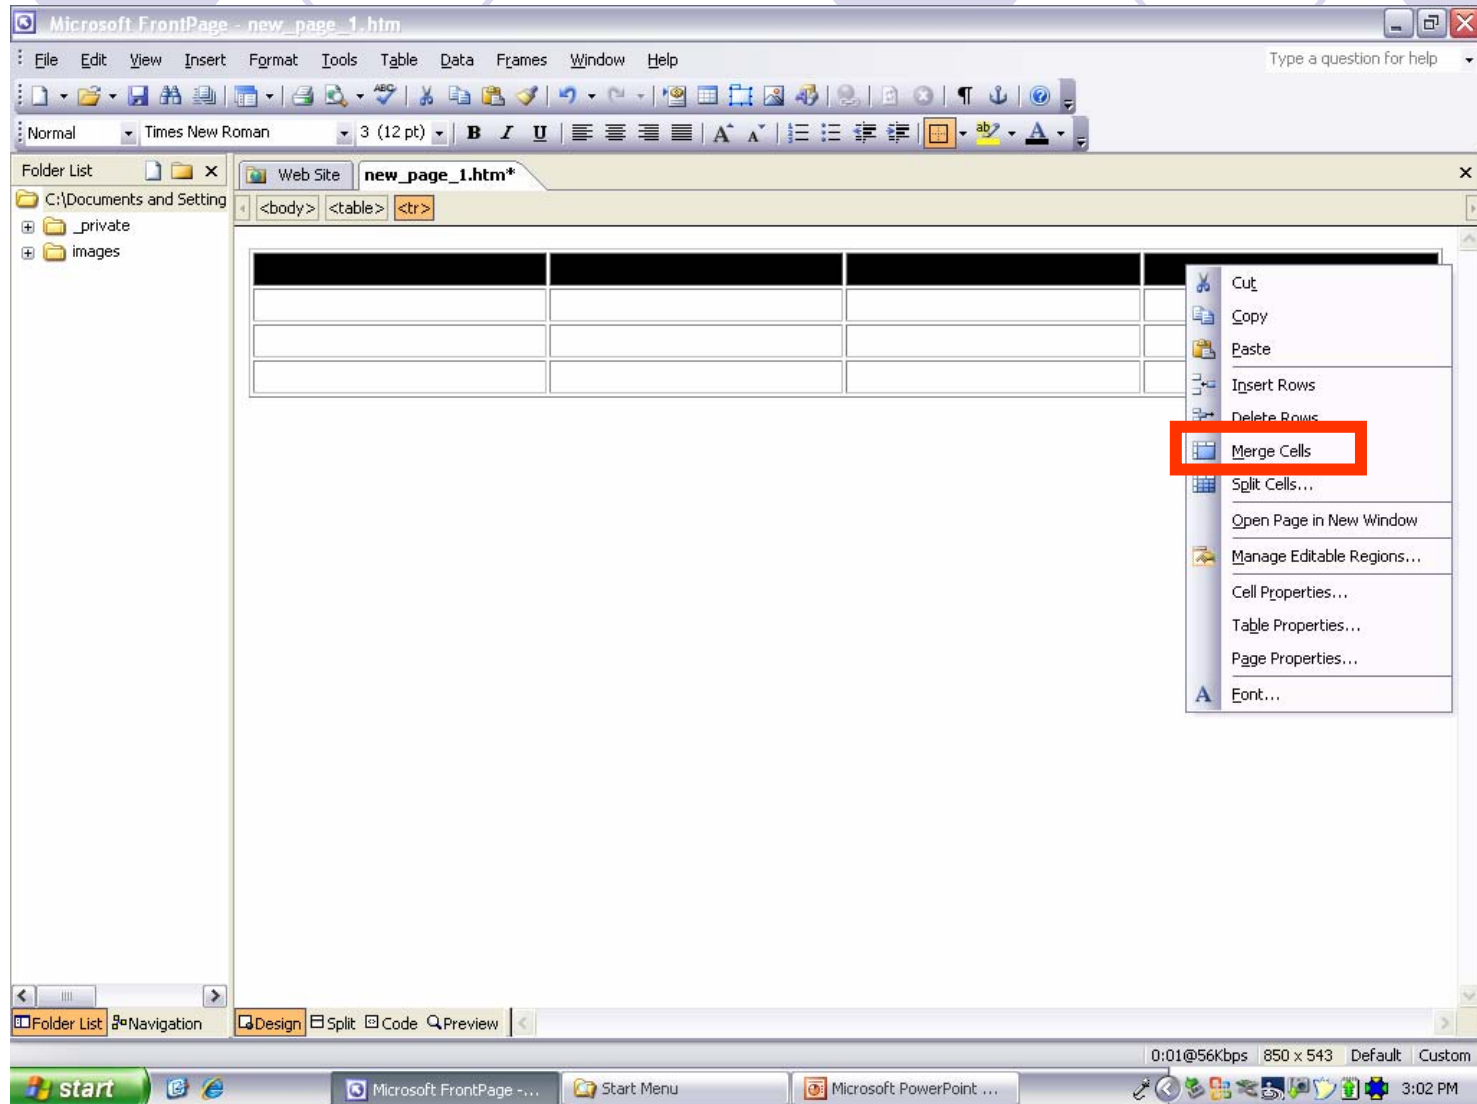 Microsoft FrontPage - new_page_1.htm
File Edit View Insert Format Tools Table Data Frames Window Help Type a question for help
Normal Times New Roman 3 (12 pt) B I U A A ab A
Folder List
Web Site new_page_1.htm*
C:\Documents and Setting
<body> <table> <tr>
_private
images
Cut
Copy
Paste
Insert Rows
Delete Rows
Merge Cells
Split Cells...
Open Page in New Window
Manage Editable Regions...
Cell Properties...
Table Properties...
Page Properties...
A Font...
Folder List Navigation Design Split Code Preview
0:01@56Kbps 850 x 543 Default Custom
start Microsoft FrontPage -... Start Menu Microsoft PowerPoint ... 3:02 PM